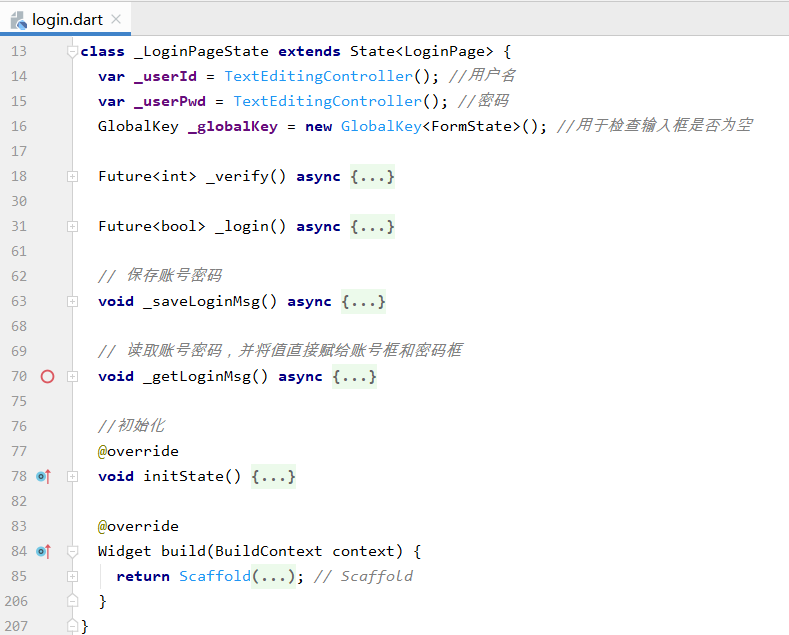 login.dart
13 class _LoginPageState extends State<LoginPage> {
14 var _userId = TextEditingController(); //用户名
15 var _userPwd = TextEditingController(); //密码
16 GlobalKey _globalKey = new GlobalKey<FormState>(); //用于检查输入框是否为空
17
18 Future<int> _verify() async {...}
30
31 Future<bool> _login() async {...}
61
62 // 保存账号密码
63 void _saveLoginMsg() async {...}
68
69 // 读取账号密码，并将值直接赋给账号框和密码框
70 void _getLoginMsg() async {...}
75
76 //初始化
77 @override
78 void initState() {...}
82
83 @override
84 Widget build(BuildContext context) {
85 return Scaffold(...); // Scaffold
206 }
207 }